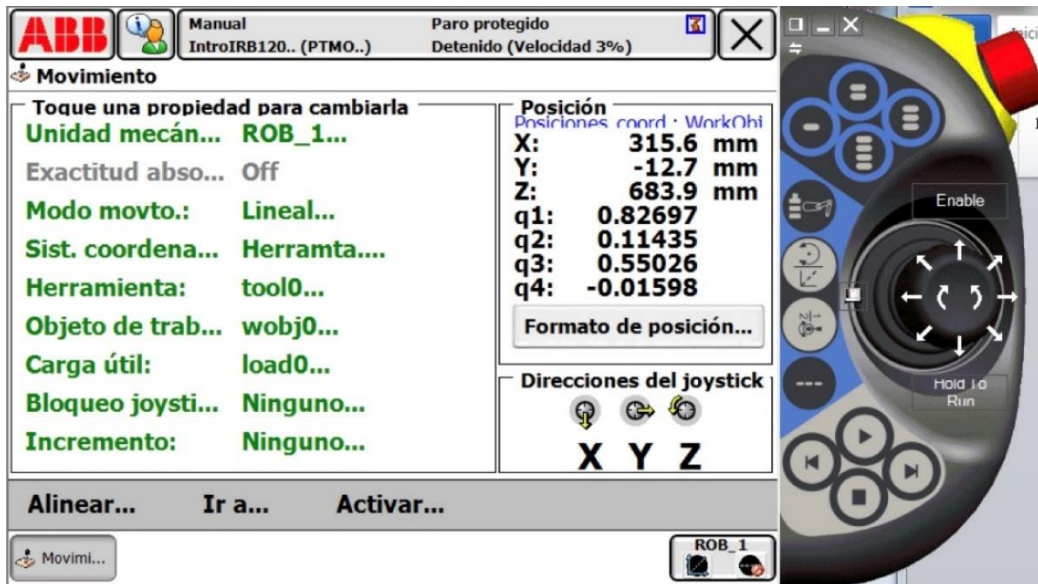 ABB
Manual
IntroIRB120.. (PTMO..)
Paro protegido
Detenido (Velocidad 3%)
Movimiento
Toque una propiedad para cambiarla
Unidad mecán... ROB_1...
Exactitud abso... Off
Modo movto.: Lineal...
Sist. coordena... Herramta....
Herramienta: tool0...
Objeto de trab... wobj0...
Carga útil: load0...
Bloqueo joysti... Ninguno...
Incremento: Ninguno...
Posición
Posiciones coord.: WorkObj
X: 315.6 mm
Y: -12.7 mm
Z: 683.9 mm
q1: 0.82697
q2: 0.11435
q3: 0.55026
q4: -0.01598
Formato de posición...
Direcciones del joystick
X Y Z
Alinear... Ir a... Activar...
Movimi...
ROB_1
Enable
Hold To
Run